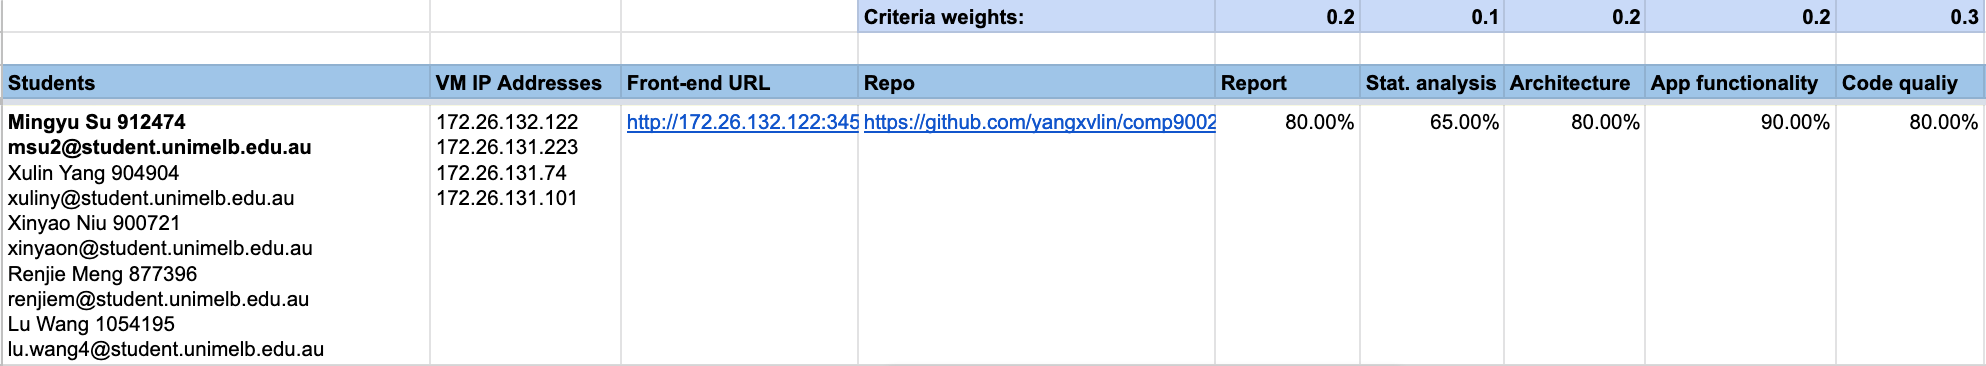 Criteria weights: 0.2 0.1 0.2 0.2 0.3
Students VM IP Addresses Front-end URL Repo Report Stat. analysis Architecture App functionality Code qualiy
Mingyu Su 912474 172.26.132.122 http://172.26.132.122:345 https://github.com/yangxvlin/comp9002 80.00% 65.00% 80.00% 90.00% 80.00%
msu2@student.unimelb.edu.au 172.26.131.223
Xulin Yang 904904 172.26.131.74
xuliny@student.unimelb.edu.au 172.26.131.101
Xinyao Niu 900721
xinyaon@student.unimelb.edu.au
Renjie Meng 877396
renjiem@student.unimelb.edu.au
Lu Wang 1054195
lu.wang4@student.unimelb.edu.au